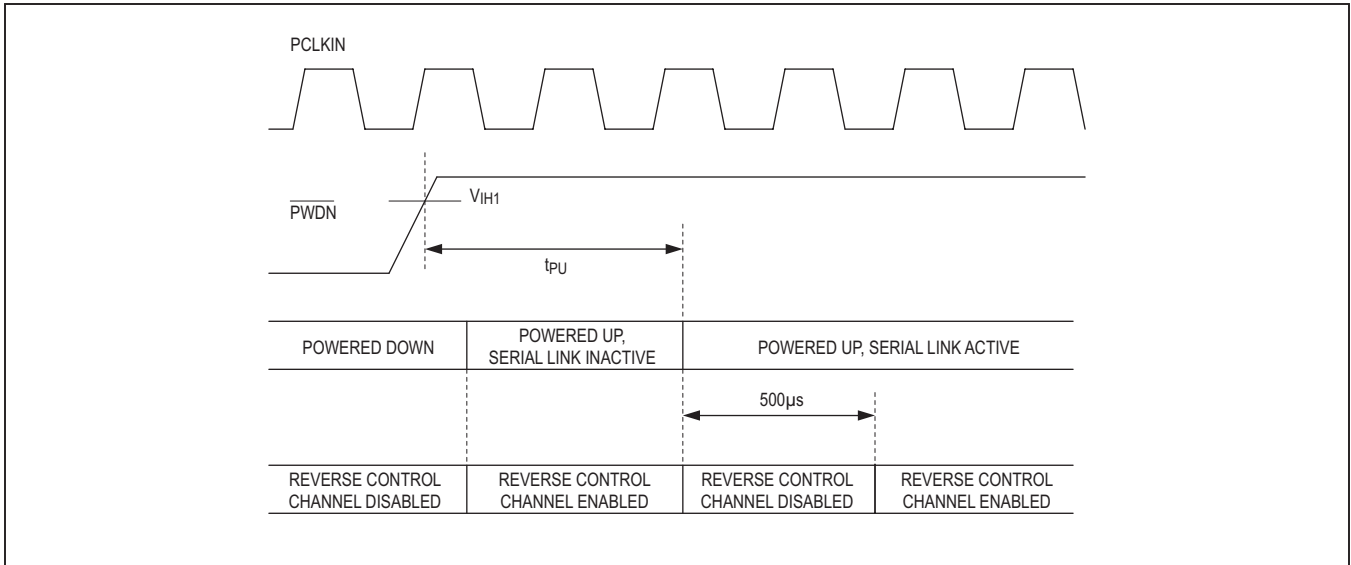 PCLKIN
VIH1
PWDN
tPU
POWERED DOWN
POWERED UP,
SERIAL LINK INACTIVE
POWERED UP, SERIAL LINK ACTIVE
500µs
REVERSE CONTROL
CHANNEL DISABLED
REVERSE CONTROL
CHANNEL ENABLED
REVERSE CONTROL
CHANNEL DISABLED
REVERSE CONTROL
CHANNEL ENABLED